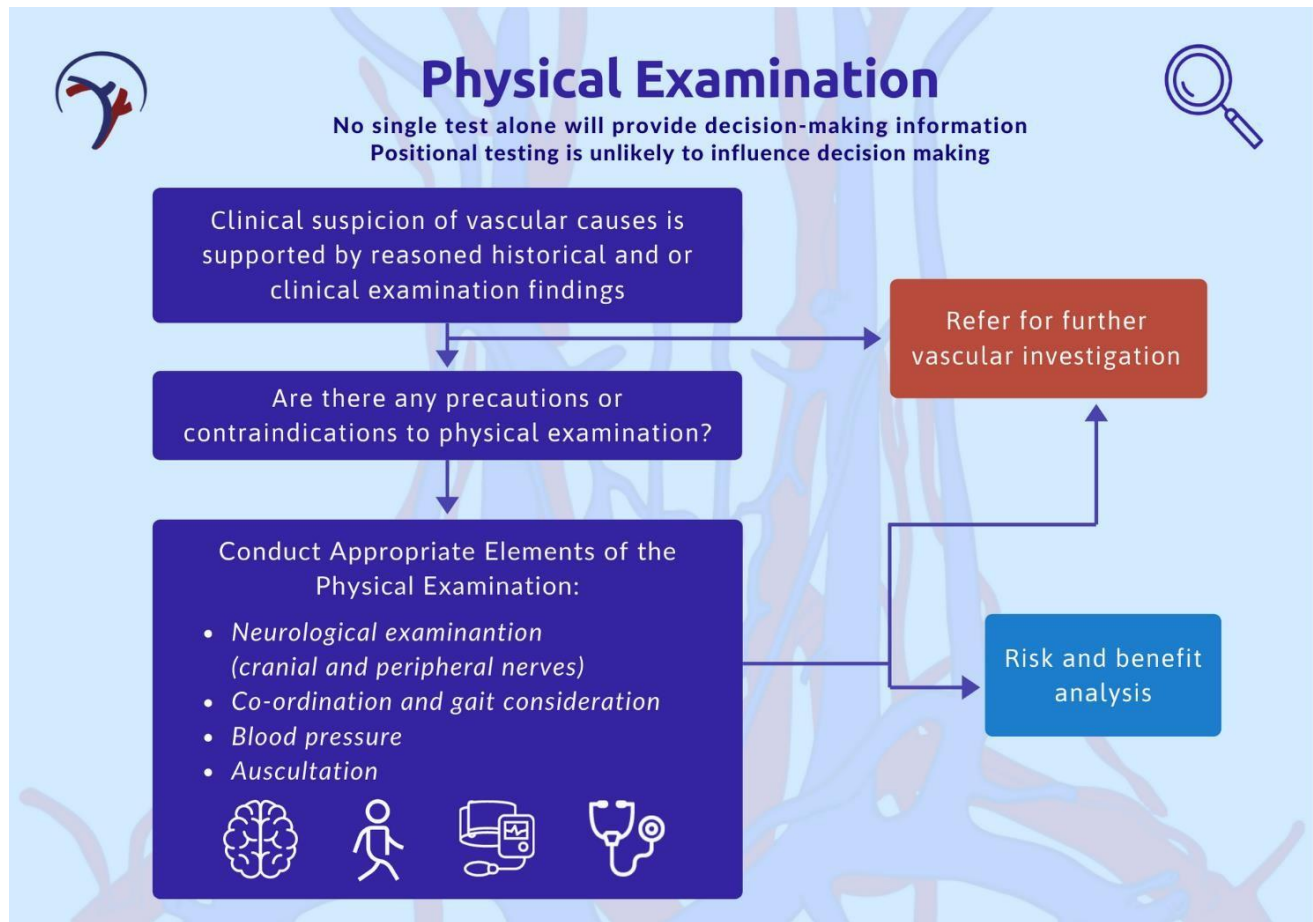 Physical Examination
No single test alone will provide decision-making information
Positional testing is unlikely to influence decision making
Clinical suspicion of vascular causes is
supported by reasoned historical and or
clinical examination findings
Refer for further
vascular investigation
Are there any precautions or
contraindications to physical examination?
Conduct Appropriate Elements of the
Physical Examination:
• Neurological examinantion
(cranial and peripheral nerves)
• Co-ordination and gait consideration
• Blood pressure
• Auscultation
Risk and benefit
analysis